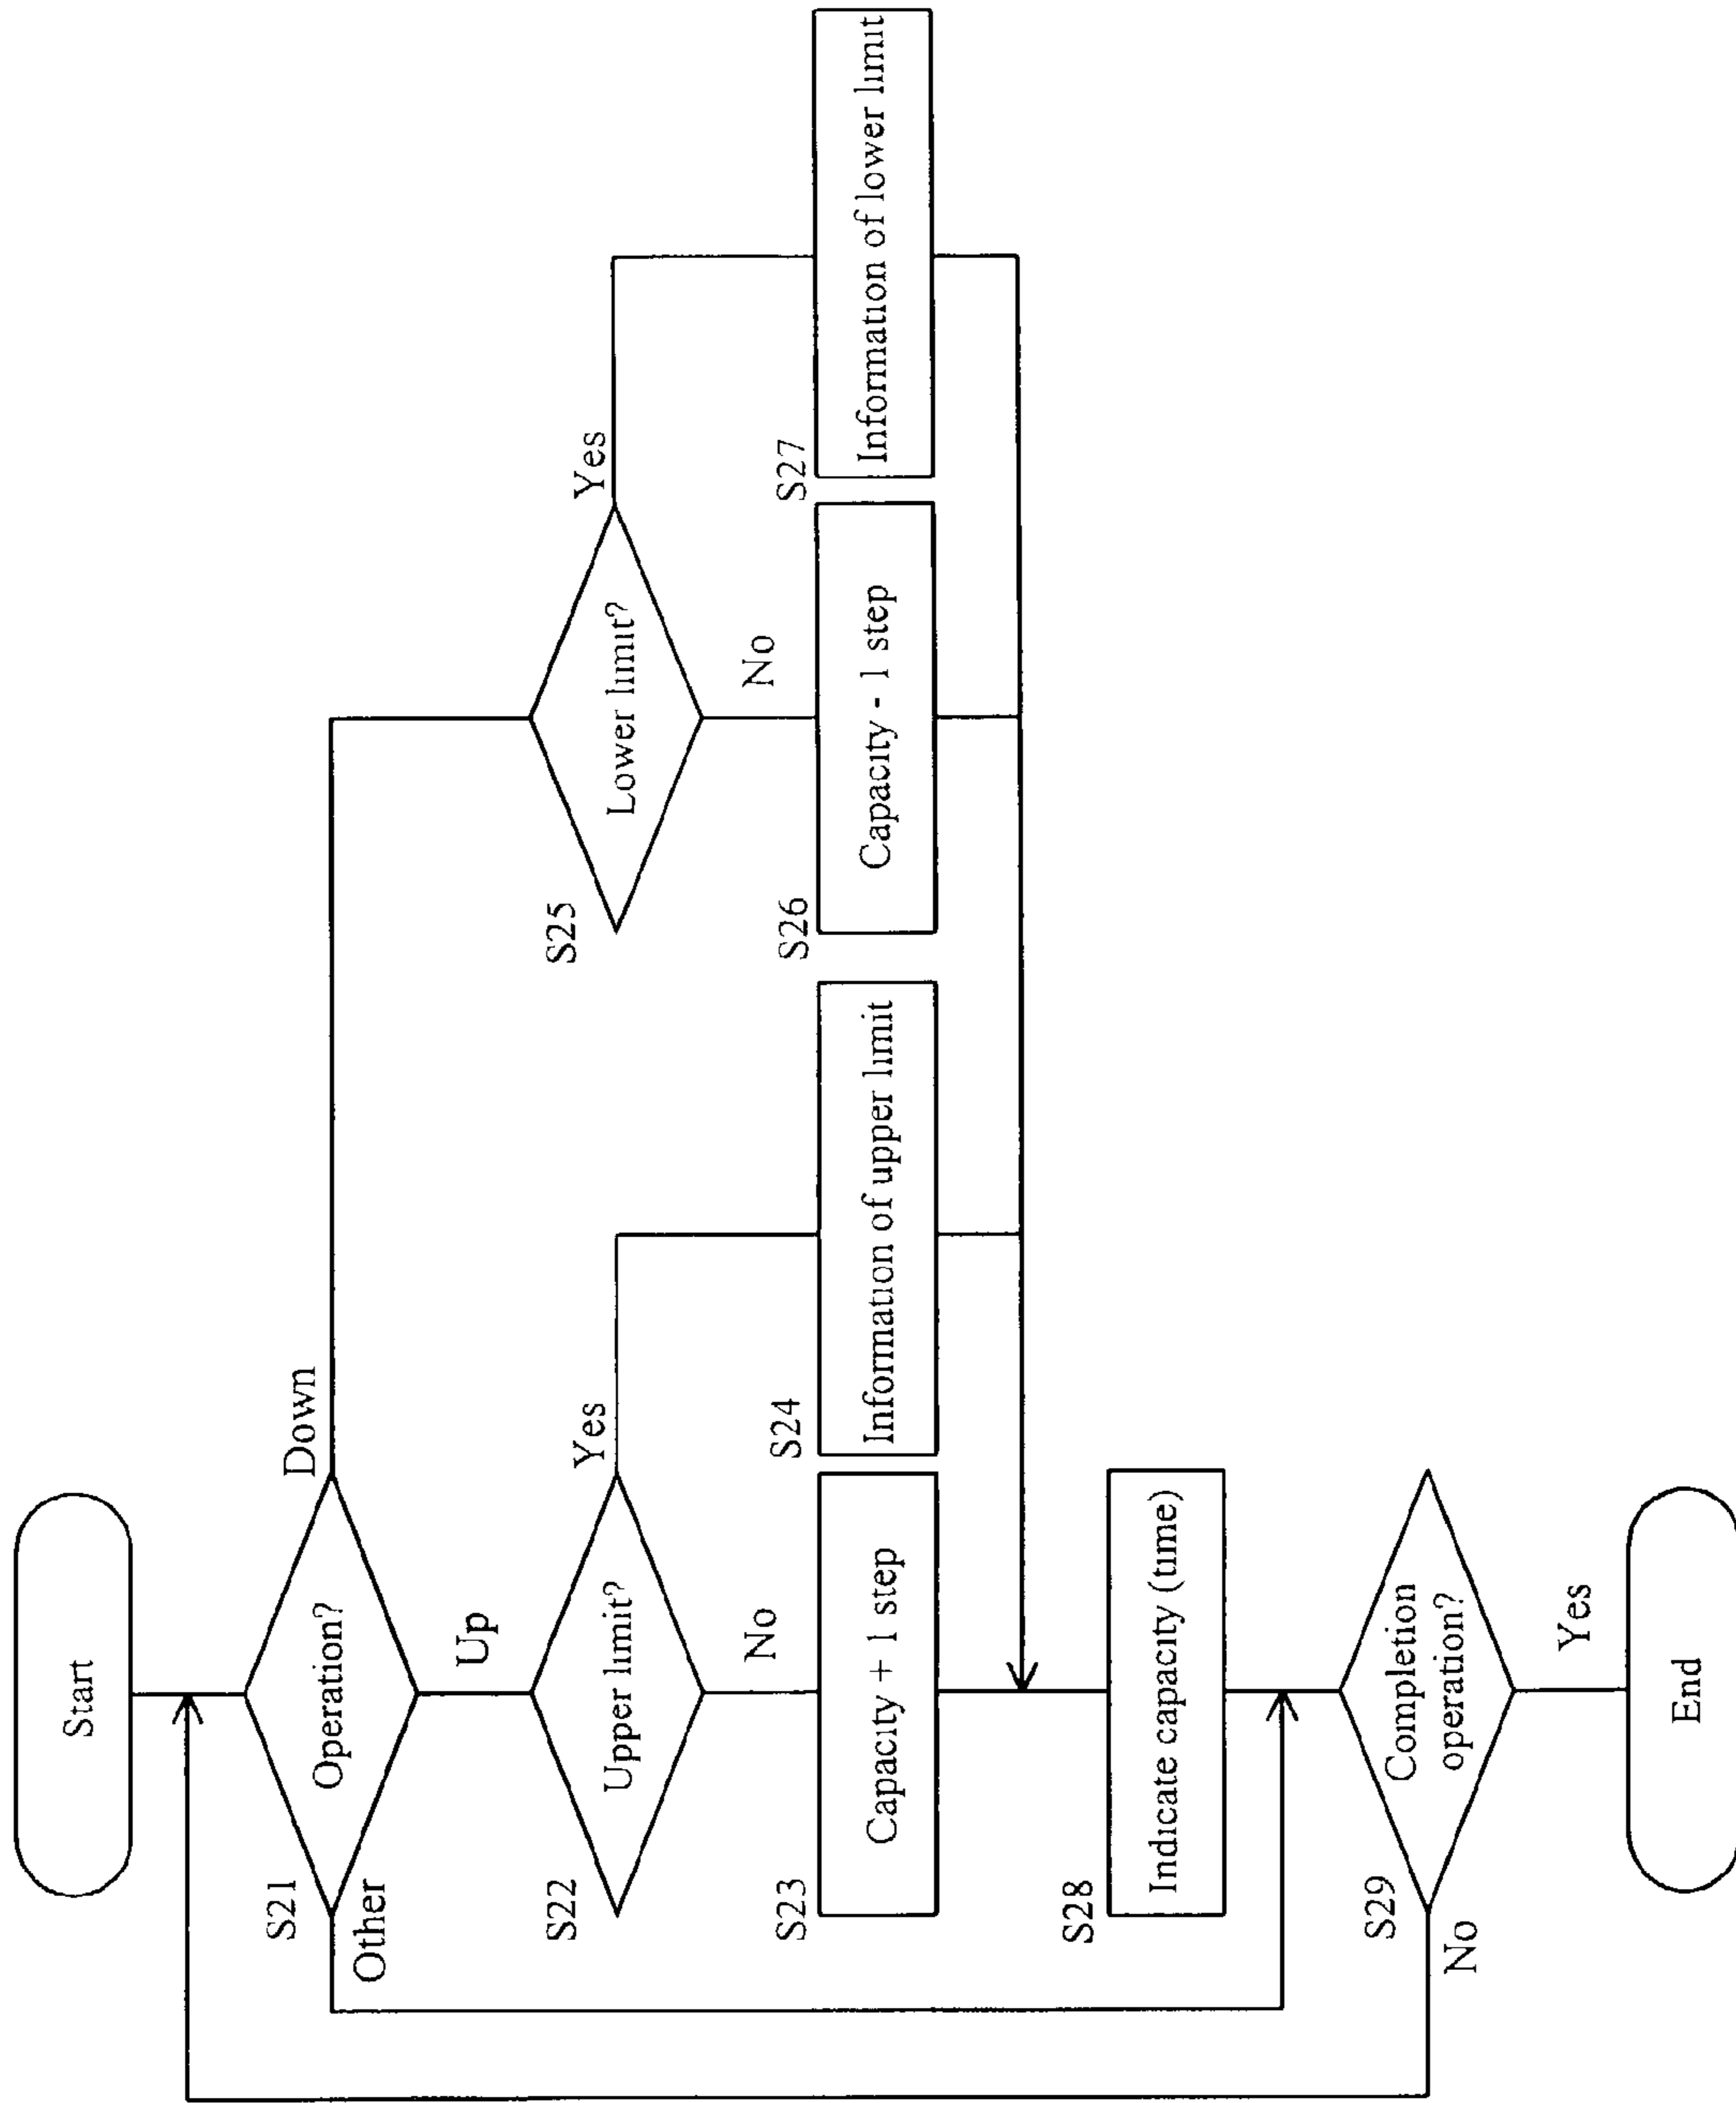 Start
S21
Operation?
Down
Other
Up
S22
Upper limit?
Yes
No
S25
Lower limit?
Yes
No
S23
Capacity + 1 step
S24
Information of upper limit
S26
Capacity - 1 step
S27
Information of lower limit
S28
Indicate capacity (time)
S29
Completion
operation?
No
Yes
End